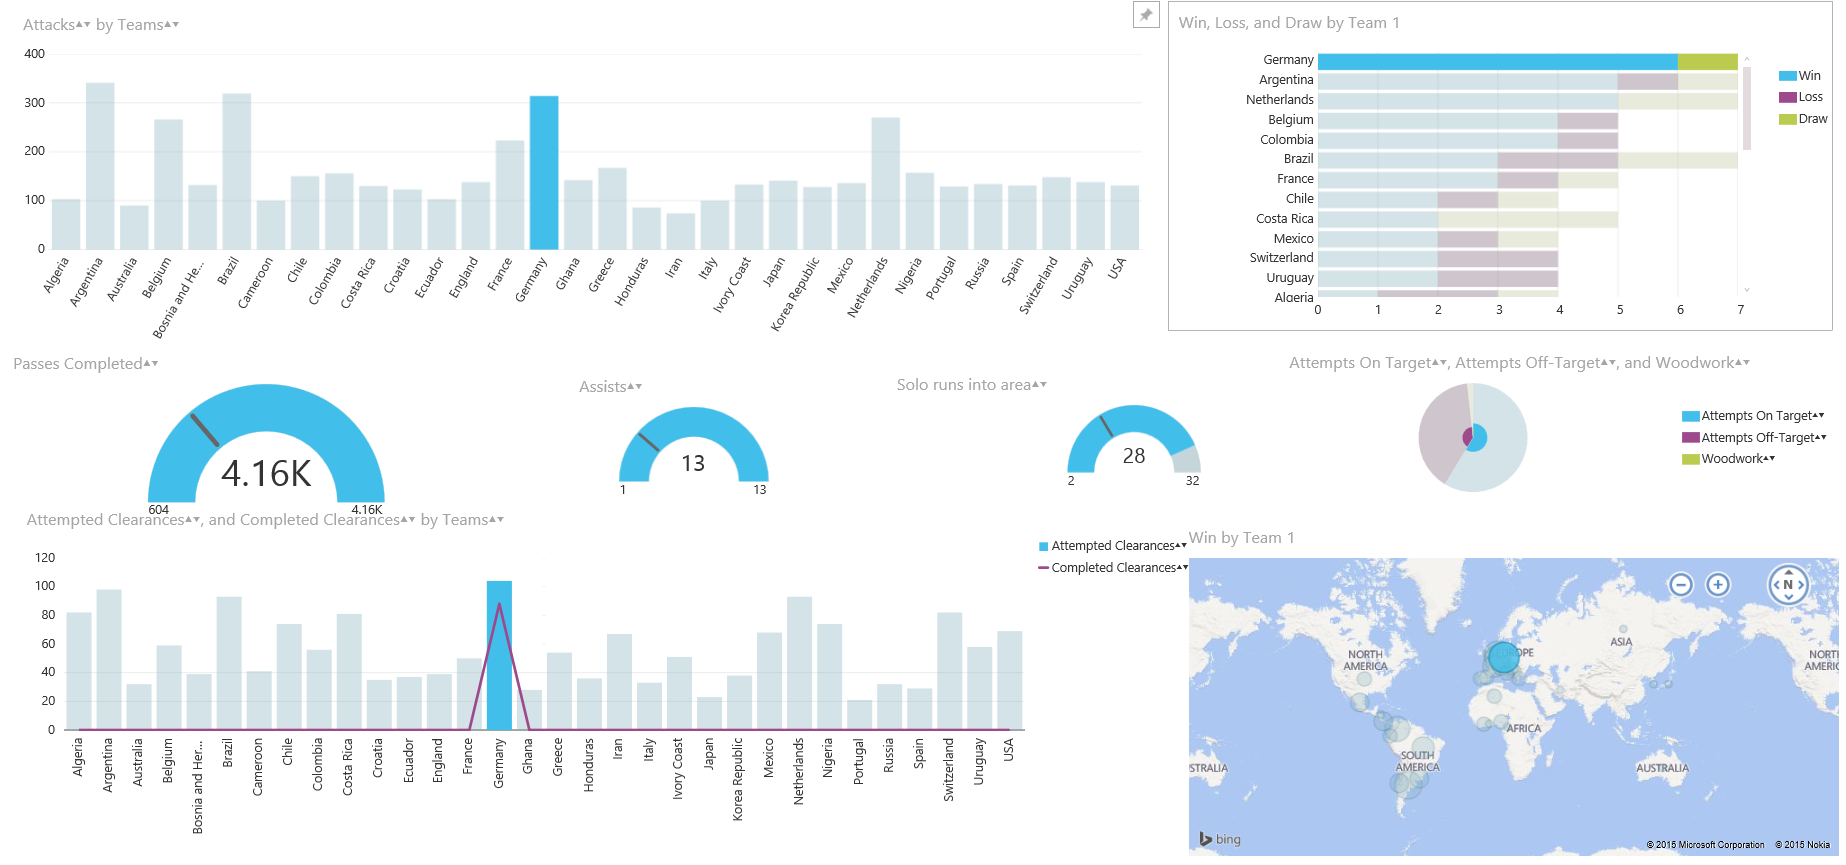 Attacks▲▼ by Teams▲▼
400
300
200
100
0
Algeria
Argentina
Australia
Belgium
Bosnia and He...
Brazil
Cameroon
Chile
Colombia
Costa Rica
Croatia
Ecuador
England
France
Germany
Ghana
Greece
Honduras
Iran
Italy
Ivory Coast
Japan
Korea Republic
Mexico
Netherlands
Nigeria
Portugal
Russia
Spain
Switzerland
Uruguay
USA
Win, Loss, and Draw by Team 1
Germany
Argentina
Netherlands
Belgium
Colombia
Brazil
France
Chile
Costa Rica
Mexico
Switzerland
Uruguay
Algeria
0 1 2 3 4 5 6 7
Win
Loss
Draw
Passes Completed▲▼
4.16K
604
4.16K
Assists▲▼
13
1
13
Solo runs into area▲▼
28
2
32
Attempts On Target▲▼, Attempts Off-Target▲▼, and Woodwork▲▼
Attempts On Target▲▼
Attempts Off-Target▲▼
Woodwork▲▼
Attempted Clearances▲▼, and Completed Clearances▲▼ by Teams▲▼
120
100
80
60
40
20
0
Algeria
Argentina
Australia
Belgium
Bosnia and Her...
Brazil
Cameroon
Chile
Colombia
Costa Rica
Croatia
Ecuador
England
France
Germany
Ghana
Greece
Honduras
Iran
Italy
Ivory Coast
Japan
Korea Republic
Mexico
Netherlands
Nigeria
Portugal
Russia
Spain
Switzerland
Uruguay
USA
Attempted Clearances▲▼
Completed Clearances▲▼
Win by Team 1
N
ASIA
EUROPE
NORTH
AMERICA
NORTH
AMERIC
AFRICA
SOUTH
AMERICA
STRALIA
AUSTRALIA
bing
© 2015 Microsoft Corporation © 2015 Nokia